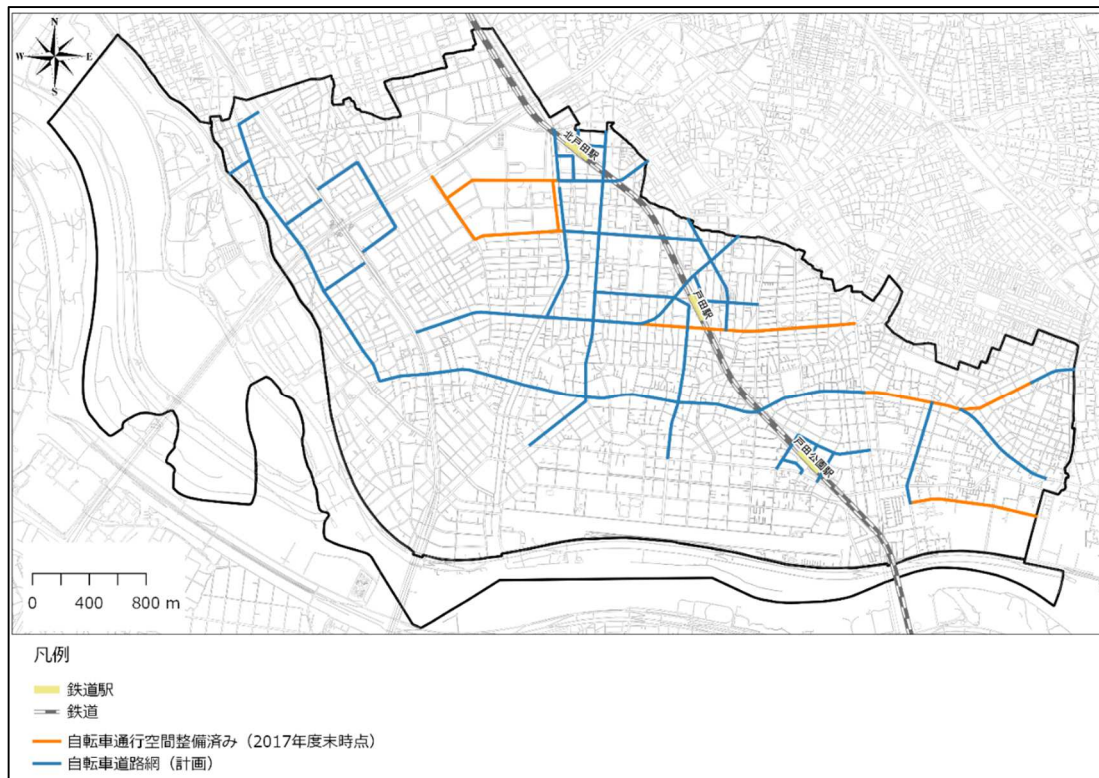 N
W E
S
北戸田駅
戸田駅
戸田公園駅
0 400 800 m
凡例
鉄道駅
鉄道
自転車通行空間整備済み（2017年度末時点）
自転車道路網（計画）